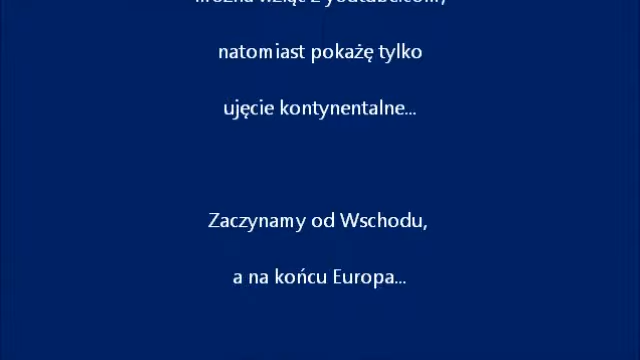 natomiast pokażę tylko
ujęcie kontynentalne...
Zaczynamy od Wschodu,
a na końcu Europa...